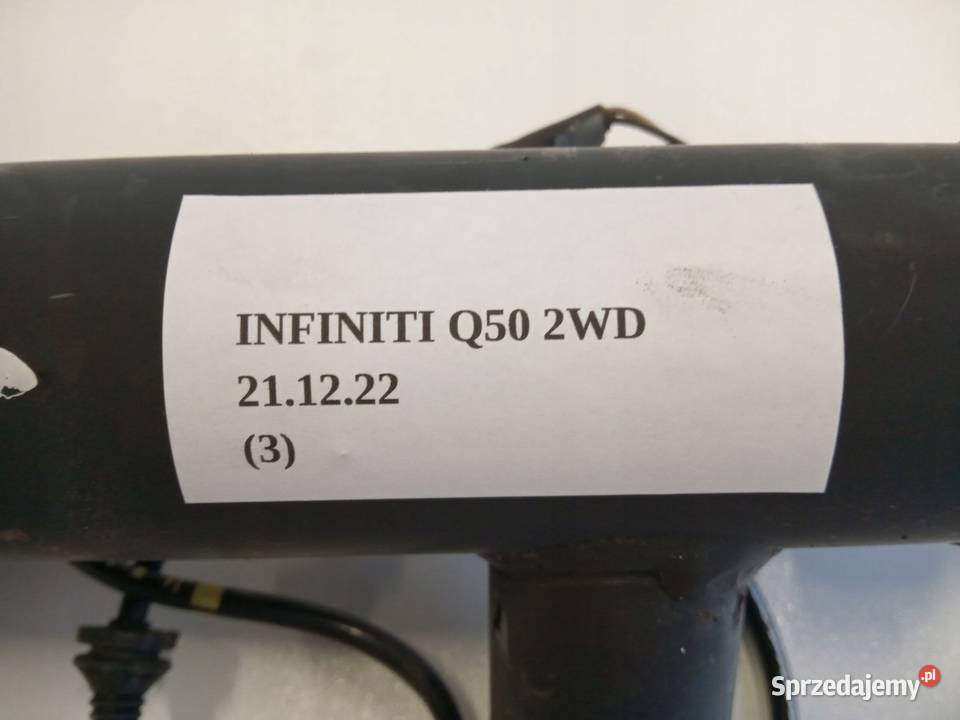 INFINITI Q50 2WD
21.12.22
(3)
Sprzedajemy.pl